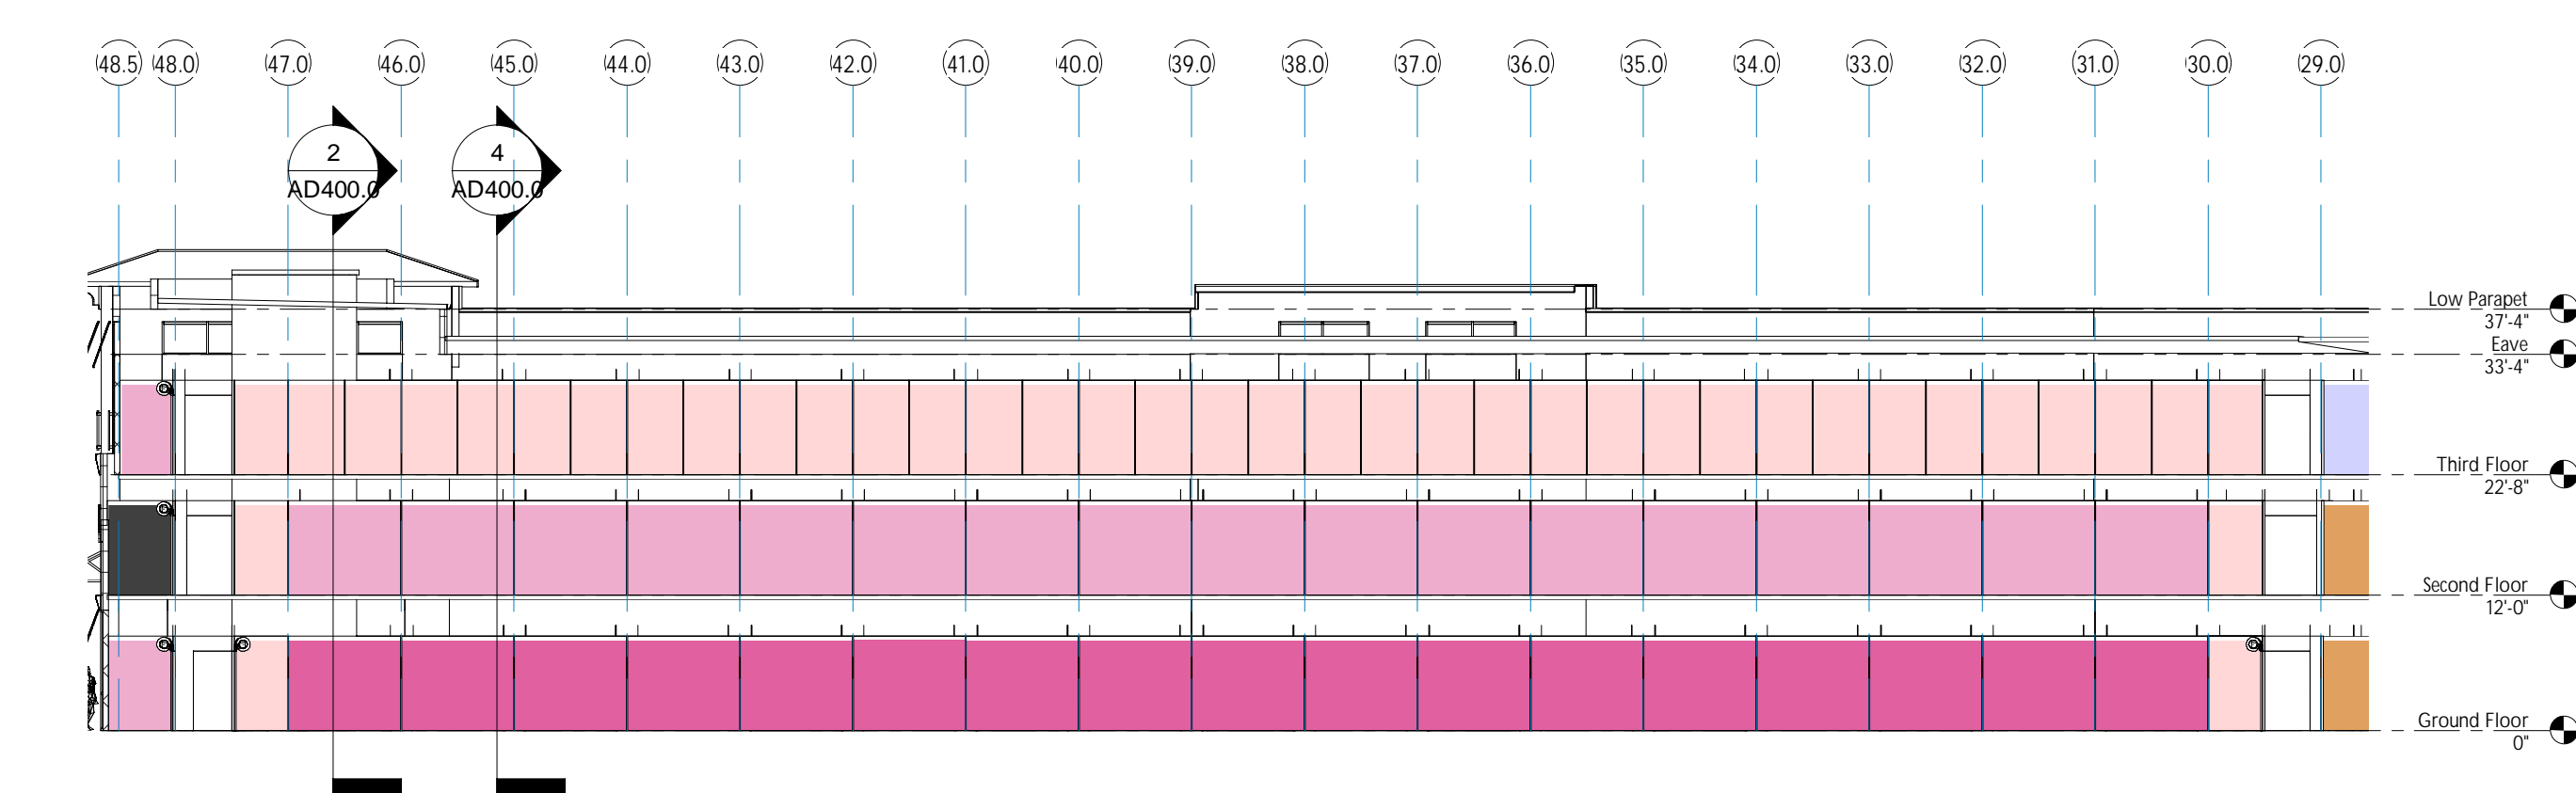 (48.5) (48.0) (47.0) (46.0) (45.0) (44.0) (43.0) (42.0) (41.0) (40.0) (39.0) (38.0) (37.0) (36.0) (35.0) (34.0) (33.0) (32.0) (31.0) (30.0) (29.0)
2
AD400.0
4
AD400.0
Low Parapet
37'-4"
Eave
33'-4"
Third Floor
22'-8"
Second Floor
12'-0"
Ground Floor
0"